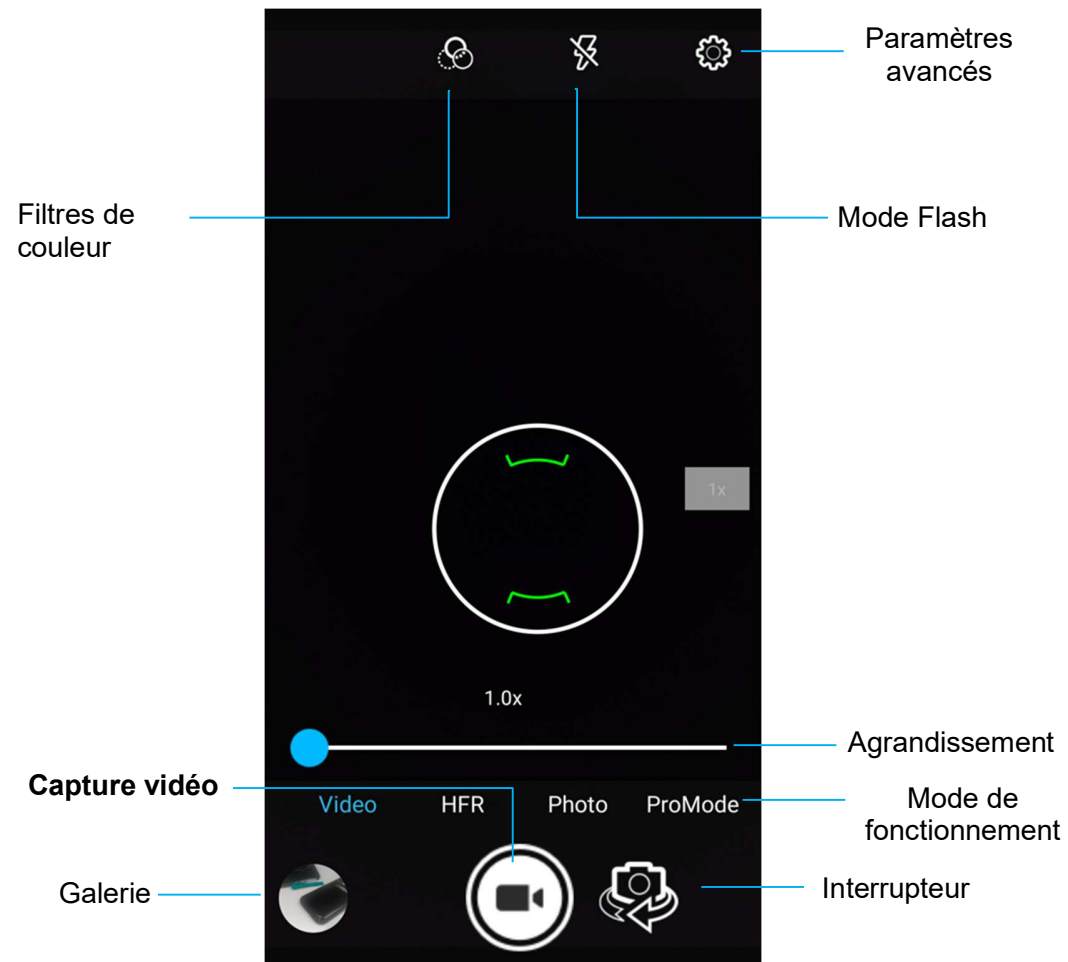 Paramètres
avancés
Filtres de
couleur
Mode Flash
1x
1.0x
Agrandissement
Capture vidéo
Video HFR Photo ProMode
Mode de
fonctionnement
Galerie
Interrupteur